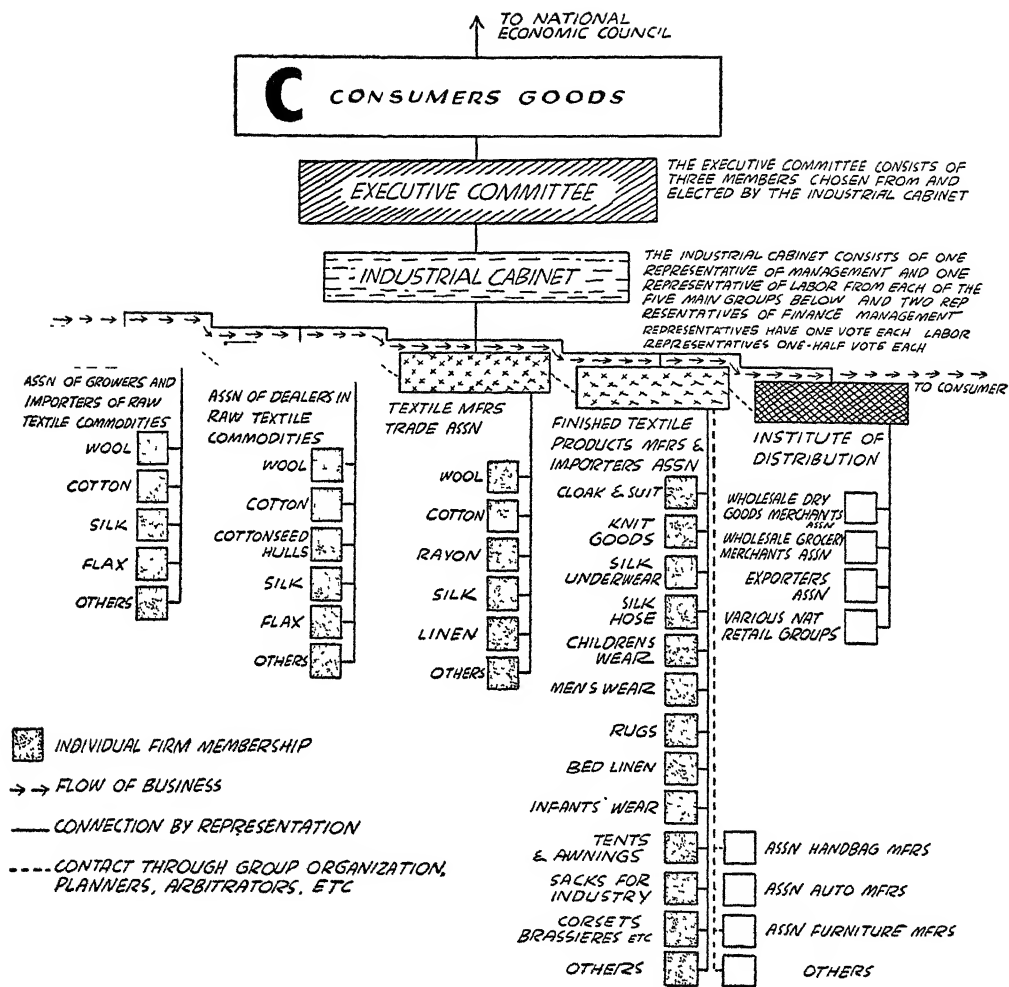 TO NATIONAL
ECONOMIC COUNCIL
C CONSUMERS GOODS
EXECUTIVE COMMITTEE
THE EXECUTIVE COMMITTEE CONSISTS OF
THREE MEMBERS CHOSEN FROM AND
ELECTED BY THE INDUSTRIAL CABINET
INDUSTRIAL CABINET
THE INDUSTRIAL CABINET CONSISTS OF ONE
REPRESENTATIVE OF MANAGEMENT AND ONE
REPRESENTATIVE OF LABOR FROM EACH OF THE
FIVE MAIN GROUPS BELOW AND TWO REP
RESENTATIVES OF FINANCE MANAGEMENT
REPRESENTATIVES HAVE ONE VOTE EACH LABOR
REPRESENTATIVES ONE-HALF VOTE EACH
TO CONSUMER
ASSN OF GROWERS AND
IMPORTERS OF RAW
TEXTILE COMMODITIES
WOOL
COTTON
SILK
FLAX
OTHERS
ASSN OF DEALERS IN
RAW TEXTILE
COMMODITIES
WOOL
COTTON
COTTONSEED
HULLS
SILK
FLAX
OTHERS
TEXTILE MFRS
TRADE ASSN
WOOL
COTTON
RAYON
SILK
LINEN
OTHERS
FINISHED TEXTILE
PRODUCTS MFRS &
IMPORTERS ASSN
CLOAK & SUIT
KNIT
GOODS
SILK
UNDERWEAR
SILK
HOSE
CHILDRENS
WEAR
MENS WEAR
RUGS
BED LINEN
INFANTS' WEAR
TENTS
& AWNINGS
SACKS FOR
INDUSTRY
CORSETS
BRASSIERES ETC
OTHERS
ASSN HANDBAG MFRS
ASSN AUTO MFRS
ASSN FURNITURE MFRS
OTHERS
INSTITUTE OF
DISTRIBUTION
WHOLESALE DRY
GOODS MERCHANTS
ASSN
WHOLESALE GROCERY
MERCHANTS ASSN
EXPORTERS
ASSN
VARIOUS NAT
RETAIL GROUPS
INDIVIDUAL FIRM MEMBERSHIP
FLOW OF BUSINESS
CONNECTION BY REPRESENTATION
CONTACT THROUGH GROUP ORGANIZATION,
PLANNERS, ARBITRATORS, ETC